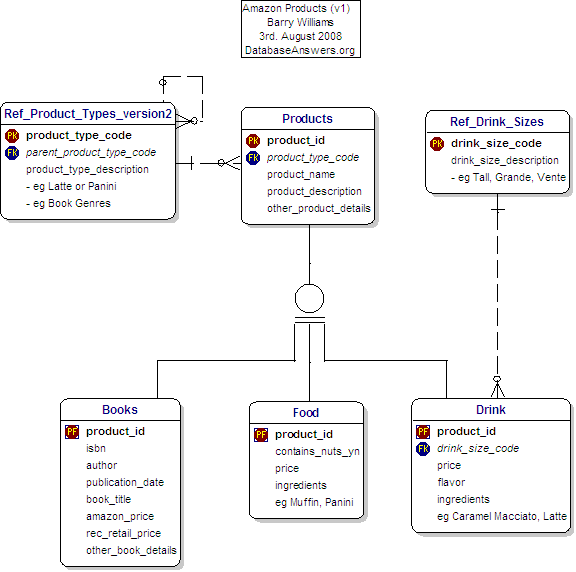 Amazon Products (v1)
Barry Williams
3rd. August 2008
DatabaseAnswers.org
Ref_Product_Types_version2
PK product_type_code
FK parent_product_type_code
product_type_description
- eg Latte or Panini
- eg Book Genres
Products
PK product_id
FK product_type_code
product_name
product_description
other_product_details
Ref_Drink_Sizes
PK drink_size_code
drink_size_description
- eg Tall, Grande, Vente
Books
PF product_id
isbn
author
publication_date
book_title
amazon_price
rec_retail_price
other_book_details
Food
PF product_id
contains_nuts_yn
price
ingredients
eg Muffin, Panini
Drink
PF product_id
FK drink_size_code
price
flavor
ingredients
eg Caramel Macciato, Latte